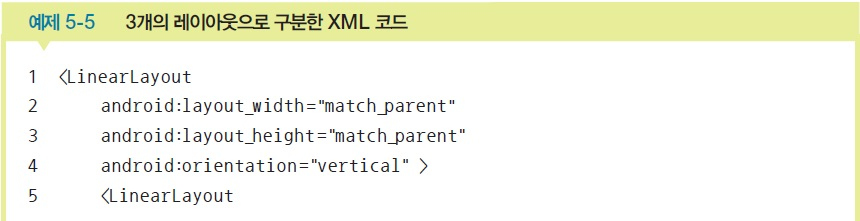 예제 5-5 3개의 레이아웃으로 구분한 XML 코드
1 <LinearLayout
2 android:layout_width="match_parent"
3 android:layout_height="match_parent"
4 android:orientation="vertical" >
5 <LinearLayout